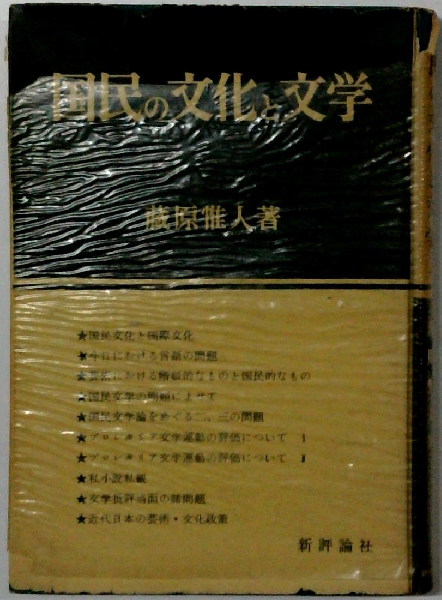 国民の文化と文学
蔵原惟人著
★国民文化と国際文化
★今日における言語の問題
★芸術における階級的なものと国民的なもの
★国民文学の問題によせて
★国民文学論をめぐる二、三の問題
★プロレタリア文学運動の評価について Ⅰ
★プロレタリア文学運動の評価について Ⅱ
★私小説私観
★文学批評当面の諸問題
★近代日本の芸術・文化政策
新評論社